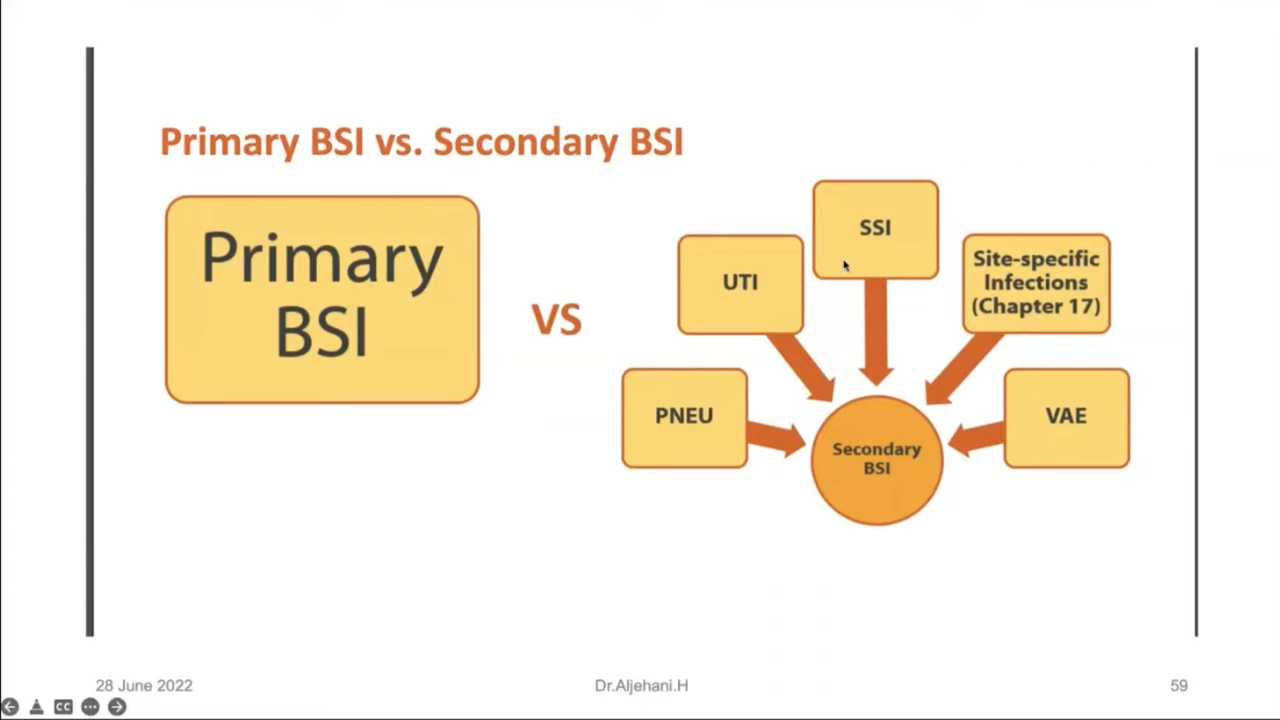 Primary BSI vs. Secondary BSI
Primary
BSI
VS
SSI
UTI
Site-specific
Infections
(Chapter 17)
PNEU
VAE
Secondary
BSI
28 June 2022
Dr.Aljehani.H
59
CC